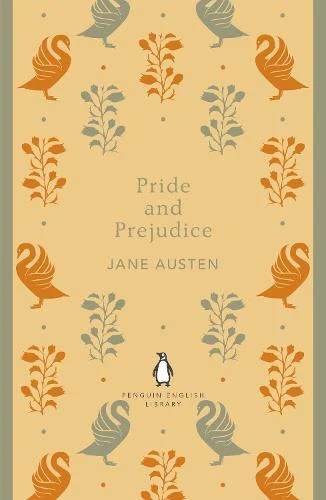 Pride
and
Prejudice
JANE AUSTEN
PENGUIN ENGLISH
LIBRARY